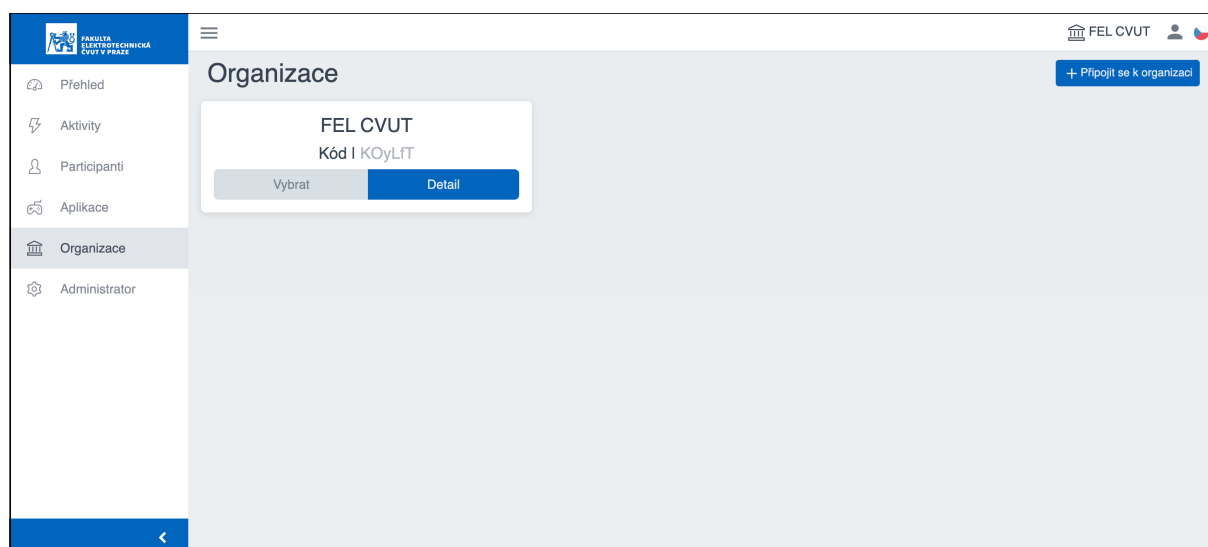 FAKULTA
ELEKTROTECHNICKÁ
ČVUT V PRAZE
FEL CVUT
Přehled
Aktivity
Participanti
Aplikace
Organizace
Administrator
Organizace
+ Připojit se k organizaci
FEL CVUT
Kód | KOyLfT
Vybrat Detail